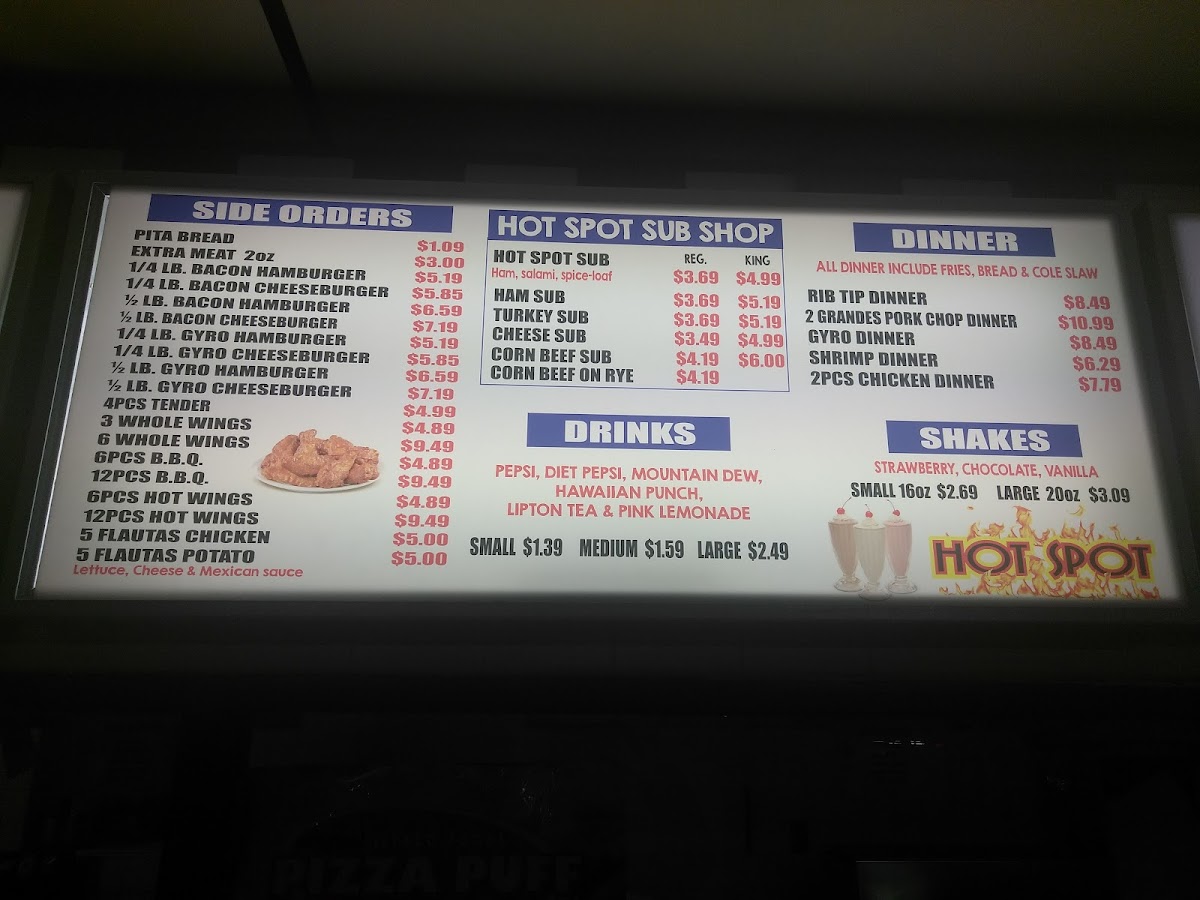 SIDE ORDERS
PITA BREAD $1.09
EXTRA MEAT 2oz $3.00
1/4 LB. BACON HAMBURGER $5.19
1/4 LB. BACON CHEESEBURGER $5.85
½ LB. BACON HAMBURGER $6.59
½ LB. BACON CHEESEBURGER $7.19
1/4 LB. GYRO HAMBURGER $5.19
1/4 LB. GYRO CHEESEBURGER $5.85
½ LB. GYRO HAMBURGER $6.59
½ LB. GYRO CHEESEBURGER $7.19
4PCS TENDER $4.99
3 WHOLE WINGS $4.89
6 WHOLE WINGS $9.49
6PCS B.B.Q. $4.89
12PCS B.B.Q. $9.49
6PCS HOT WINGS $4.89
12PCS HOT WINGS $9.49
5 FLAUTAS CHICKEN $5.00
5 FLAUTAS POTATO $5.00
Lettuce, Cheese & Mexican sauce
HOT SPOT SUB SHOP
REG. KING
HOT SPOT SUB $3.69 $4.99
Ham, salami, spice-loaf
HAM SUB $3.69 $5.19
TURKEY SUB $3.69 $5.19
CHEESE SUB $3.49 $4.99
CORN BEEF SUB $4.19 $6.00
CORN BEEF ON RYE $4.19
DRINKS
PEPSI, DIET PEPSI, MOUNTAIN DEW,
HAWAIIAN PUNCH,
LIPTON TEA & PINK LEMONADE
SMALL $1.39 MEDIUM $1.59 LARGE $2.49
DINNER
ALL DINNER INCLUDE FRIES, BREAD & COLE SLAW
RIB TIP DINNER $8.49
2 GRANDES PORK CHOP DINNER $10.99
GYRO DINNER $8.49
SHRIMP DINNER $6.29
2PCS CHICKEN DINNER $7.79
SHAKES
STRAWBERRY, CHOCOLATE, VANILLA
SMALL 16oz $2.69 LARGE 20oz $3.09
HOT SPOT
PIZZA PUFF